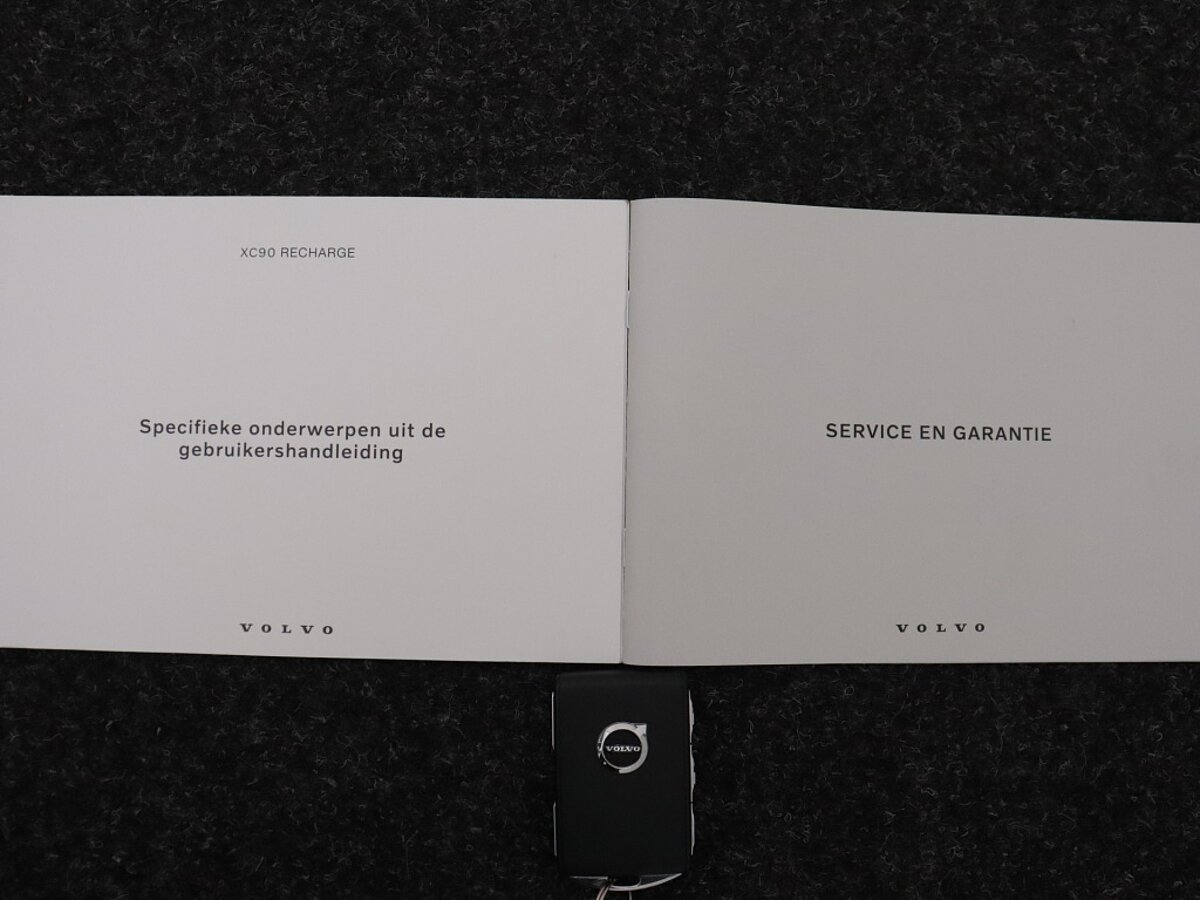 XC90 RECHARGE
Specifieke onderwerpen uit de
gebruikershandleiding
VOLVO
SERVICE EN GARANTIE
VOLVO
VOLVO